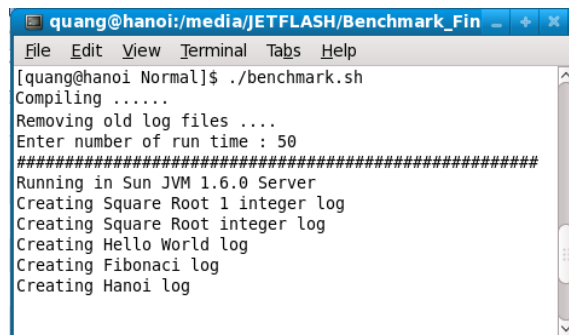 quang@hanoi:/media/JETFLASH/Benchmark_Fin
File Edit View Terminal Tabs Help
[quang@hanoi Normal]$ ./benchmark.sh
Compiling ......
Removing old log files ....
Enter number of run time : 50
######################################################
Running in Sun JVM 1.6.0 Server
Creating Square Root 1 integer log
Creating Square Root integer log
Creating Hello World log
Creating Fibonaci log
Creating Hanoi log